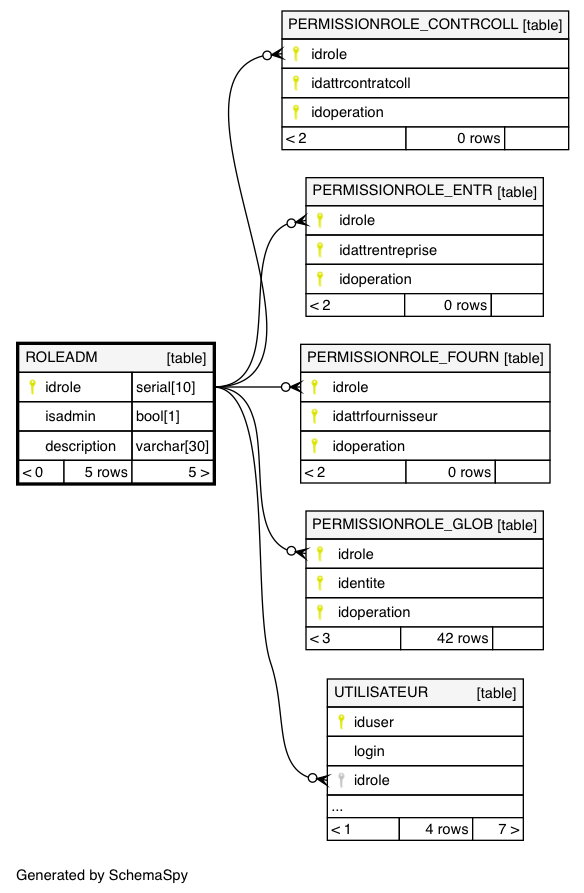 PERMISSIONROLE_CONTRCOLL [table]
idrole
idattrcontratcoll
idoperation
< 2 0 rows
PERMISSIONROLE_ENTR [table]
idrole
idattrentreprise
idoperation
< 2 0 rows
ROLEADM [table]
idrole serial[10]
isadmin bool[1]
description varchar[30]
< 0 5 rows 5 >
PERMISSIONROLE_FOURN [table]
idrole
idattrfournisseur
idoperation
< 2 0 rows
PERMISSIONROLE_GLOB [table]
idrole
identite
idoperation
< 3 42 rows
UTILISATEUR [table]
iduser
login
idrole
...
< 1 4 rows 7 >
Generated by SchemaSpy